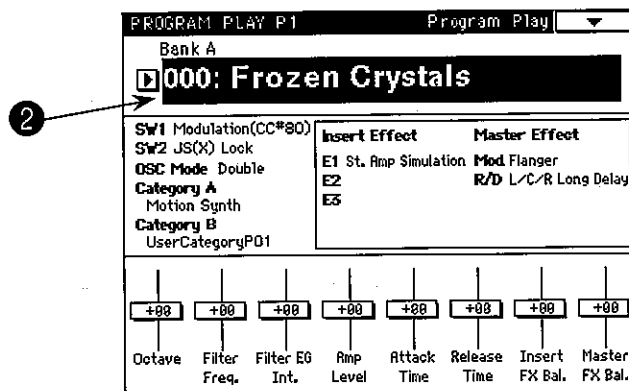 PROGRAM PLAY P1 Program Play
Bank A
000: Frozen Crystals
2
SW1 Modulation(CC#80)
SW2 JS(X) Lock
OSC Mode Double
Category A
Motion Synth
Category B
UserCategoryP01
Insert Effect Master Effect
E1 St. Amp Simulation Mod Flanger
E2 R/D L/C/R Long Delay
E3
+00 +00 +00 +00 +00 +00 +00 +00
Octave Filter Freq. Filter EG Int. Amp Level Attack Time Release Time Insert FX Bal. Master FX Bal.